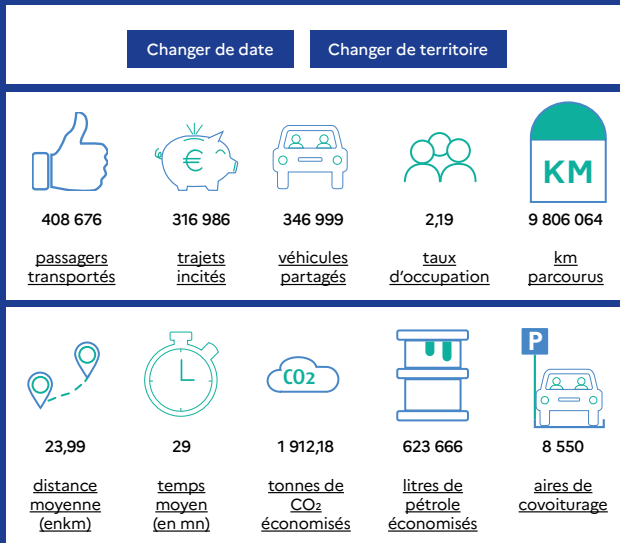 Changer de date
Changer de territoire
€
KM
408 676
316 986
346 999
2,19
9 806 064
passagers
transportés
trajets
incités
véhicules
partagés
taux
d'occupation
km
parcourus
CO2
P
23,99
29
1 912,18
623 666
8 550
distance
moyenne
(enkm)
temps
moyen
(en mn)
tonnes de
CO₂
économisés
litres de
pétrole
économisés
aires de
covoiturage